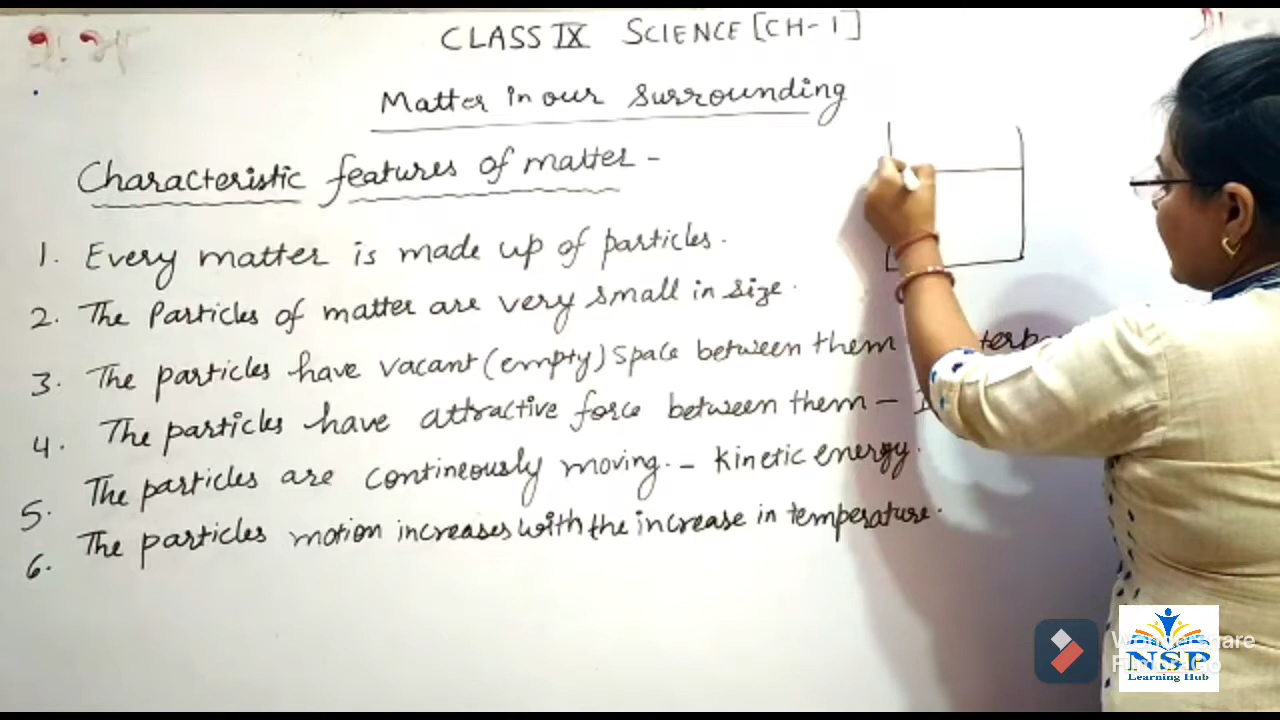 CLASS IX SCIENCE [CH-1]
Matter in our surrounding
Characteristic features of matter -
1. Every matter is made up of particles.
2. The Particles of matter are very small in size.
3. The particles have vacant (empty) space between them
4. The particles have attractive force between them -
5. The particles are contineously moving. - Kinetic energy.
6. The particles motion increases with the increase in temperature.
Wondershare
NSP
Learning Hub